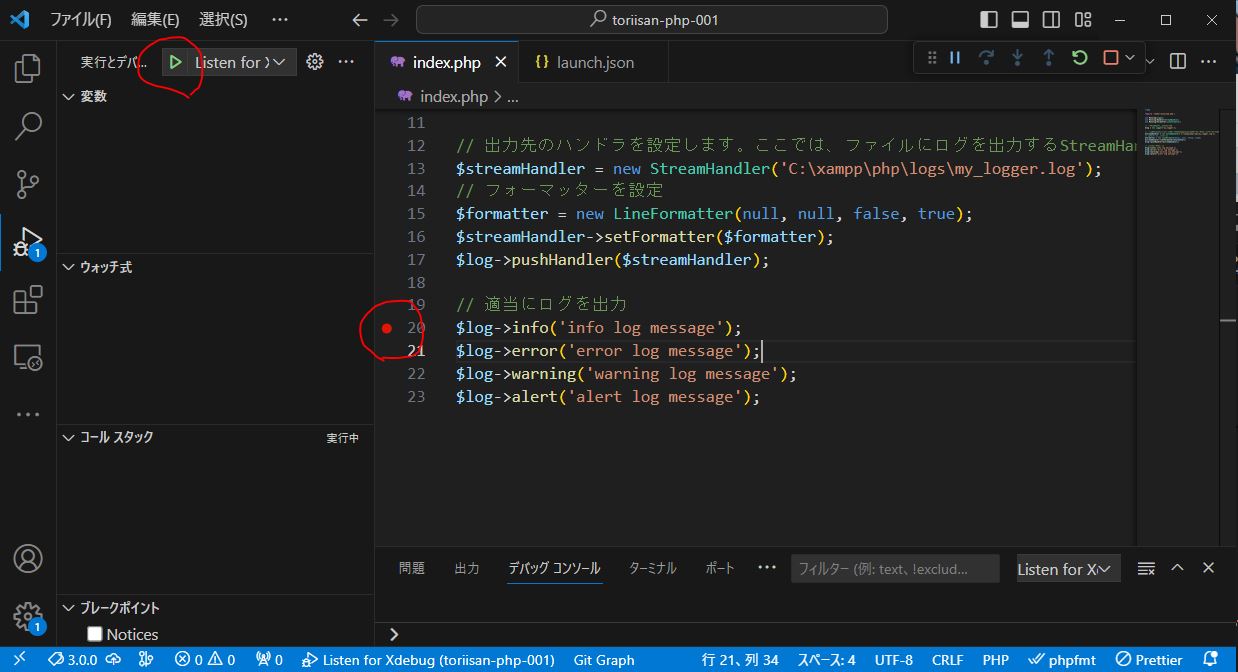 ファイル(F) 編集(E) 選択(S) ··· toriisan-php-001
実行とデバ... Listen for X ···
変数
ウォッチ式
コール スタック 実行中
ブレークポイント
Notices
1
1
index.php launch.json
index.php > ...
11
12 // 出力先のハンドラを設定します。ここでは、ファイルにログを出力するStreamHan
13 $streamHandler = new StreamHandler('C:\xampp\php\logs\my_logger.log');
14 // フォーマッターを設定
15 $formatter = new LineFormatter(null, null, false, true);
16 $streamHandler->setFormatter($formatter);
17 $log->pushHandler($streamHandler);
18
19 // 適当にログを出力
20 $log->info('info log message');
21 $log->error('error log message');
22 $log->warning('warning log message');
23 $log->alert('alert log message');
問題 出力 デバッグ コンソール ターミナル ポート ··· フィルター (例: text、!exclud... Listen for X
3.0.0 0 0 0 Listen for Xdebug (toriisan-php-001) Git Graph 行 21、列 34 スペース: 4 UTF-8 CRLF PHP phpfmt Prettier